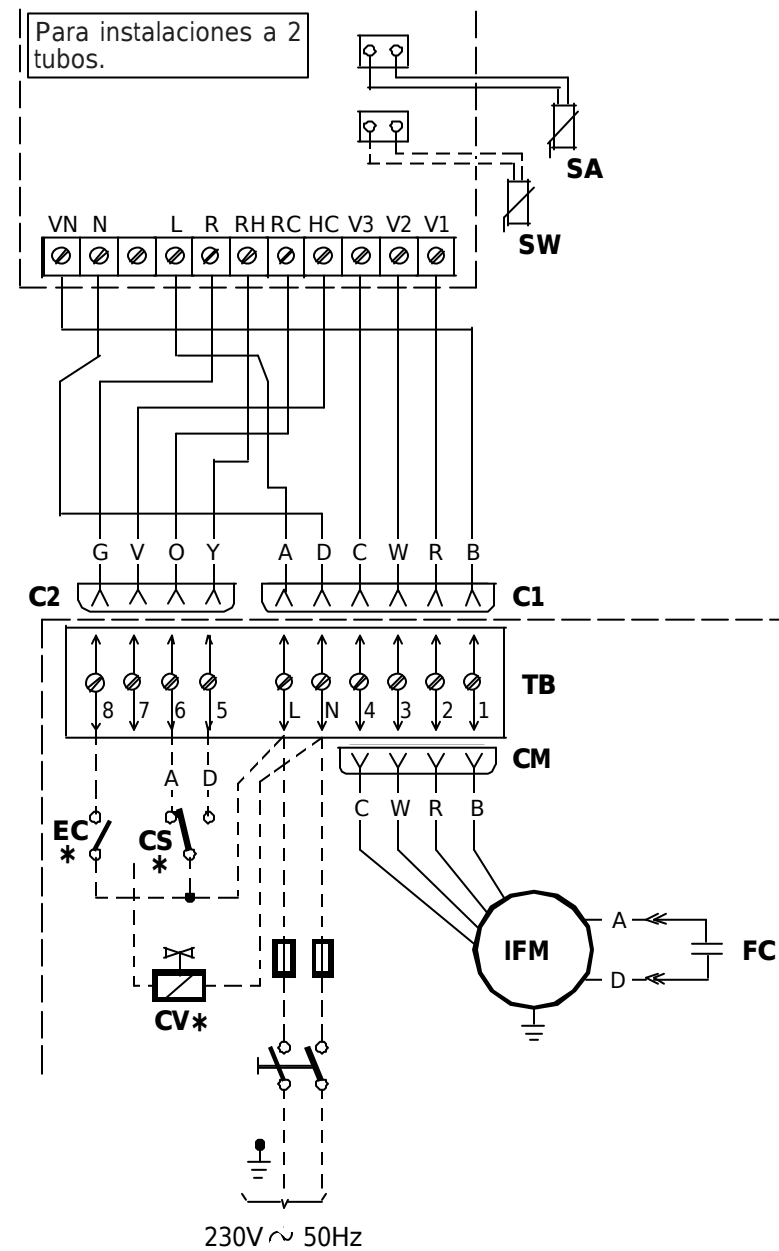 Para instalaciones a 2
tubos.
SA
SW
VN N L R RH RC HC V3 V2 V1
G V O Y A D C W R B
C2 C1
TB
8 7 6 5 L N 4 3 2 1
CM
A D
C W R B
EC
*
CS
*
IFM
A
D
FC
CV*
230V ~ 50Hz